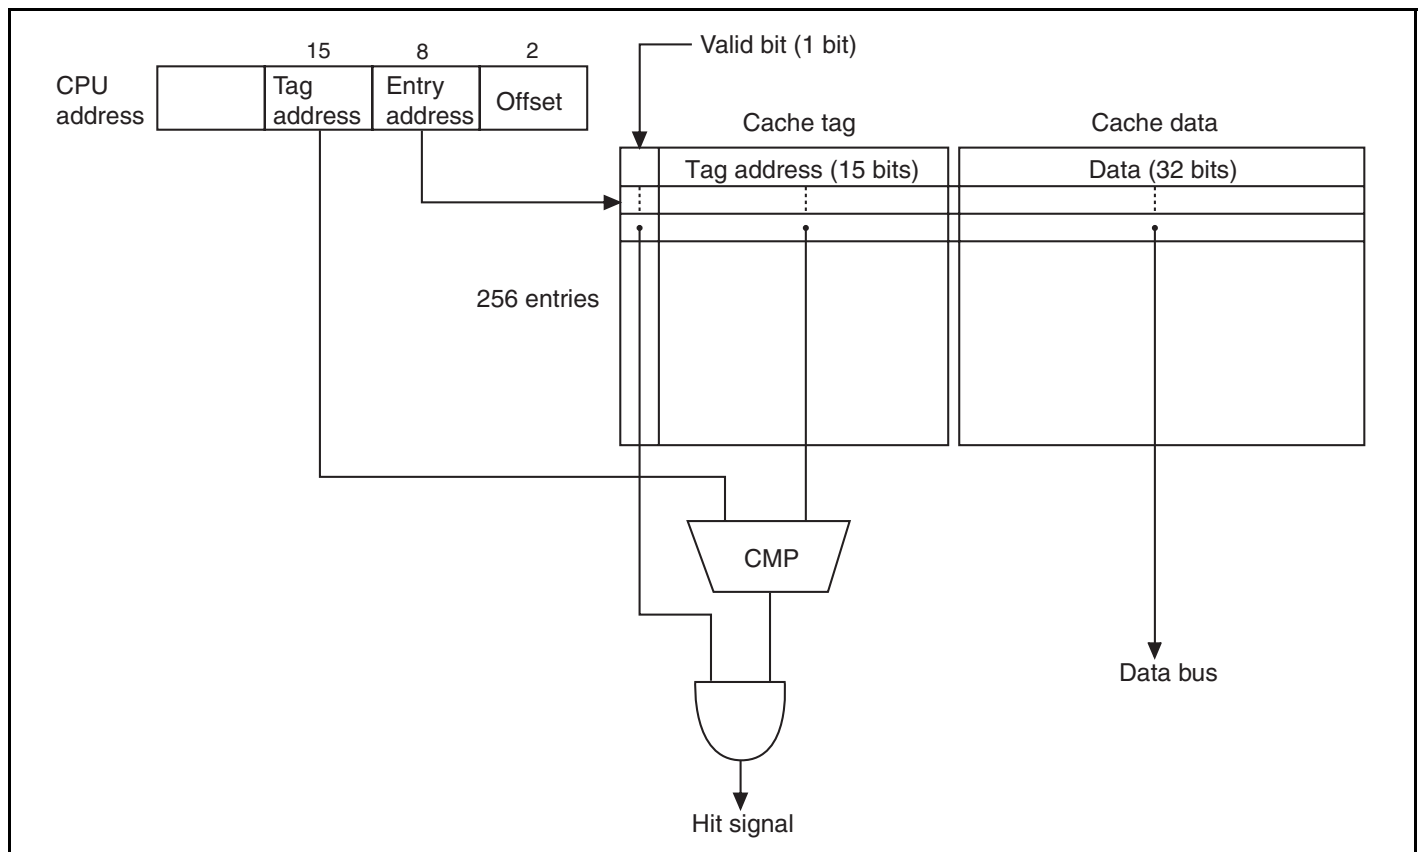 15 8 2
CPU
address
Tag
address
Entry
address
Offset
Valid bit (1 bit)
Cache tag
Cache data
Tag address (15 bits)
Data (32 bits)
256 entries
CMP
Data bus
Hit signal